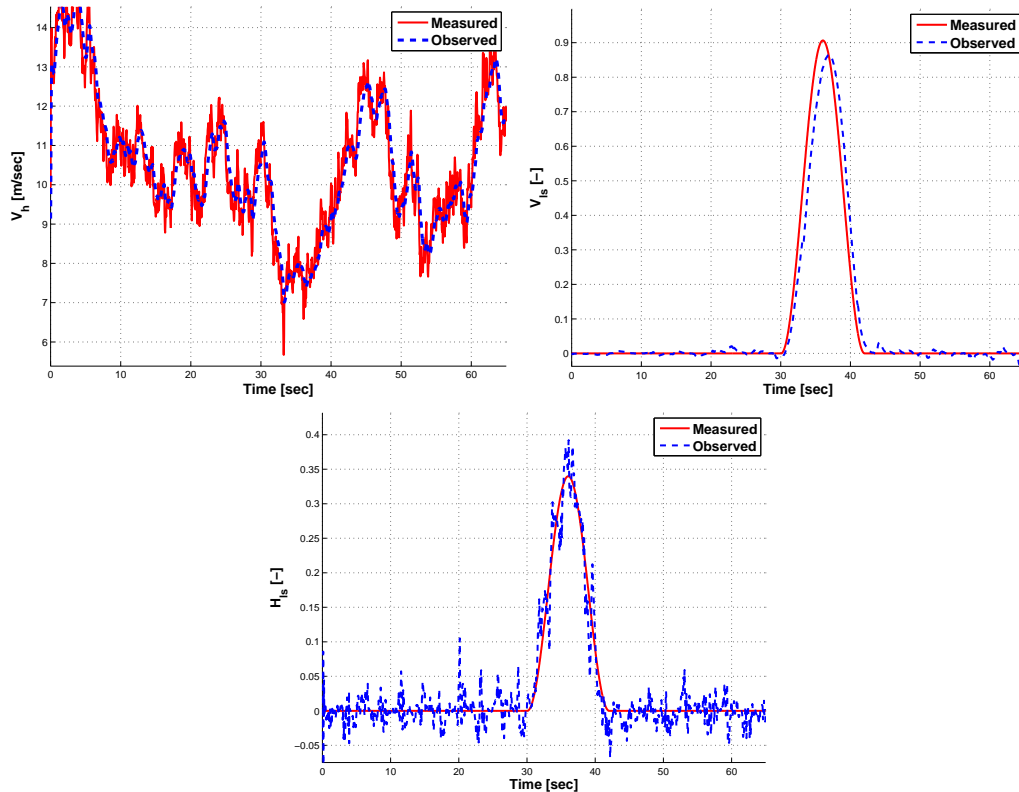 Measured
Observed
14
13
12
11
10
9
8
7
6
V_h [m/sec]
0 10 20 30 40 50 60
Time [sec]
Measured
Observed
0.9
0.8
0.7
0.6
0.5
0.4
0.3
0.2
0.1
0
V_ls [−]
0 10 20 30 40 50 60
Time [sec]
Measured
Observed
0.4
0.35
0.3
0.25
0.2
0.15
0.1
0.05
0
−0.05
H_ls [−]
0 10 20 30 40 50 60
Time [sec]